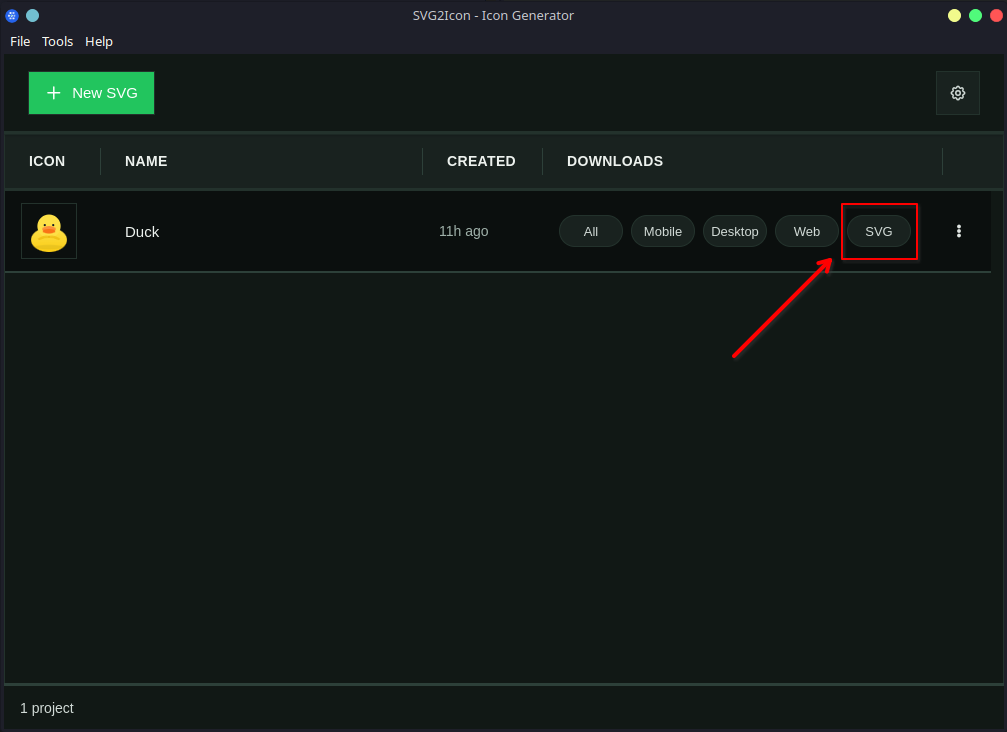 SVG2Icon - Icon Generator
File Tools Help
New SVG
ICON NAME CREATED DOWNLOADS
Duck 11h ago All Mobile Desktop Web SVG
1 project